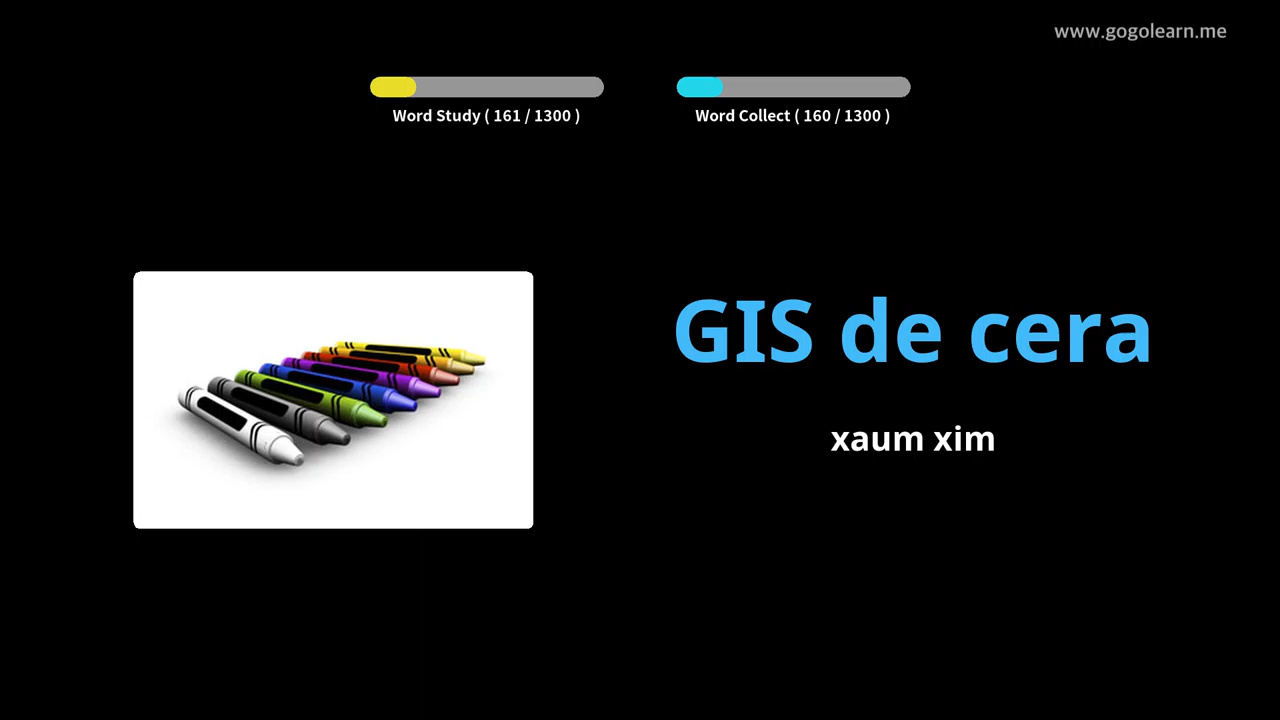 www.gogolearn.me
Word Study ( 161 / 1300 )
Word Collect ( 160 / 1300 )
GIS de cera
xaum xim